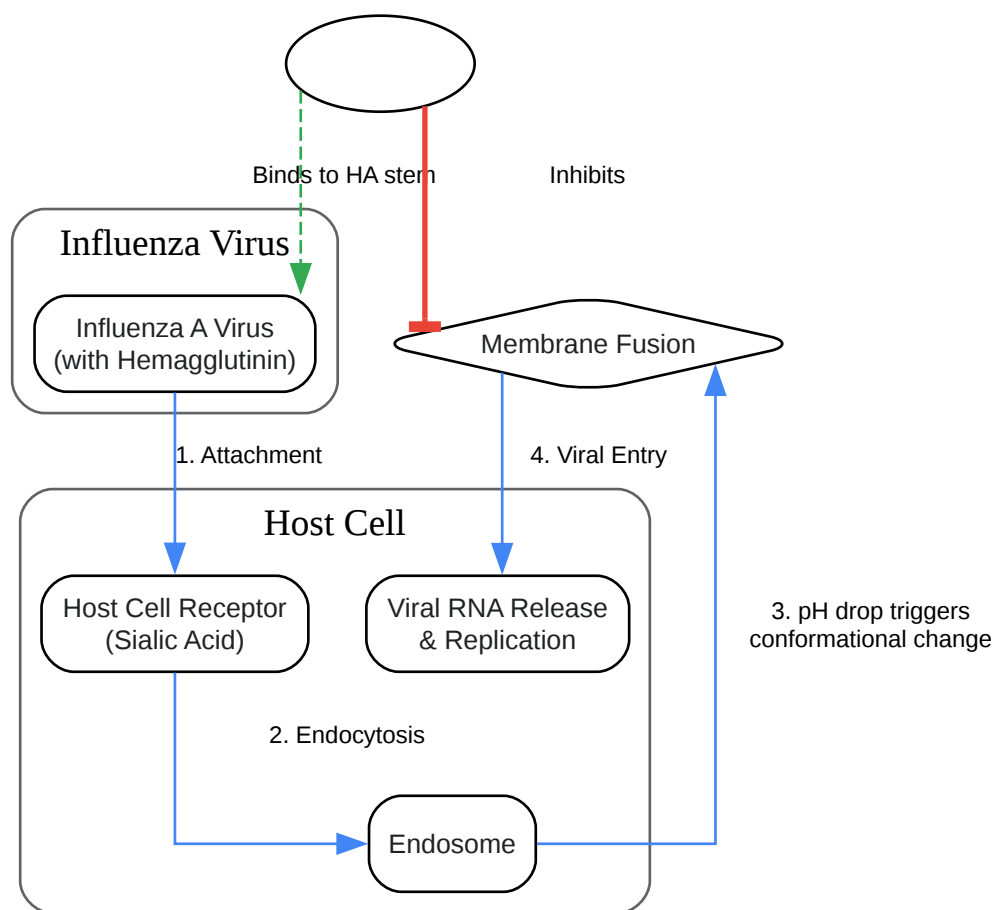 Binds to HA stem
Inhibits
Influenza Virus
Influenza A Virus
(with Hemagglutinin)
Membrane Fusion
1. Attachment
4. Viral Entry
Host Cell
Host Cell Receptor
(Sialic Acid)
Viral RNA Release
& Replication
3. pH drop triggers
conformational change
2. Endocytosis
Endosome